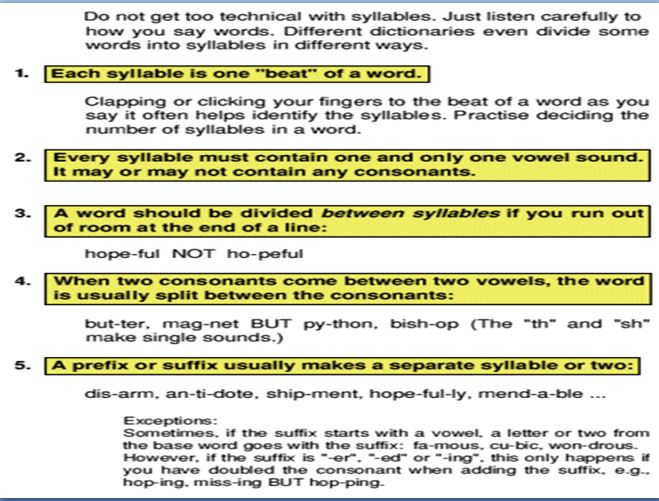 Do not get too technical with syllables. Just listen carefully to
how you say words. Different dictionaries even divide some
words into syllables in different ways.
1. Each syllable is one "beat" of a word.
Clapping or clicking your fingers to the beat of a word as you
say it often helps identify the syllables. Practise deciding the
number of syllables in a word.
2. Every syllable must contain one and only one vowel sound.
It may or may not contain any consonants.
3. A word should be divided between syllables if you run out
of room at the end of a line:
hope-ful NOT ho-peful
4. When two consonants come between two vowels, the word
is usually split between the consonants:
but-ter, mag-net BUT py-thon, bish-op (The "th" and "sh"
make single sounds.)
5. A prefix or suffix usually makes a separate syllable or two:
dis-arm, an-ti-dote, ship-ment, hope-ful-ly, mend-a-ble ...
Exceptions:
Sometimes, if the suffix starts with a vowel, a letter or two from
the base word goes with the suffix: fa-mous, cu-bic, won-drous.
However, if the suffix is "-er", "-ed" or "-ing", this only happens if
you have doubled the consonant when adding the suffix, e.g.,
hop-ing, miss-ing BUT hop-ping.